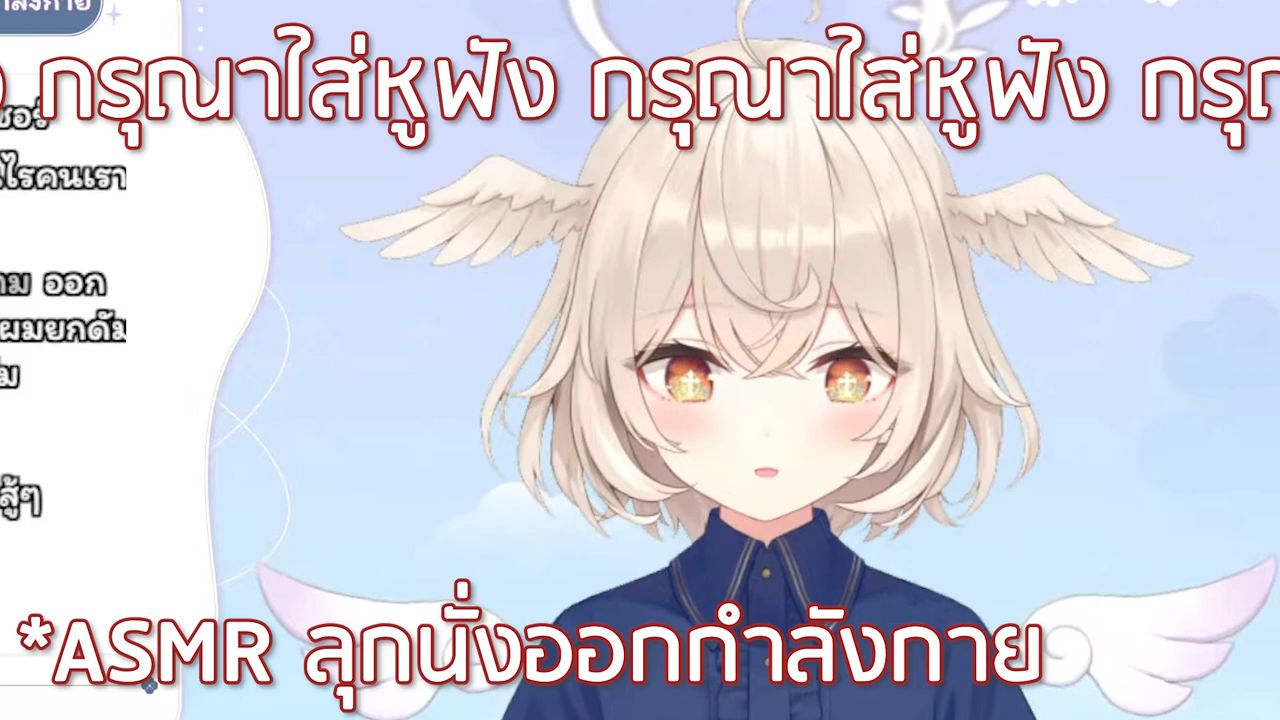 กรุณาใส่หูฟัง กรุณาใส่หูฟัง
ไรคนเรา
ออก
ผมยกดัม
สู้ๆ
*ASMR ลุกนั่งออกกำลังกาย